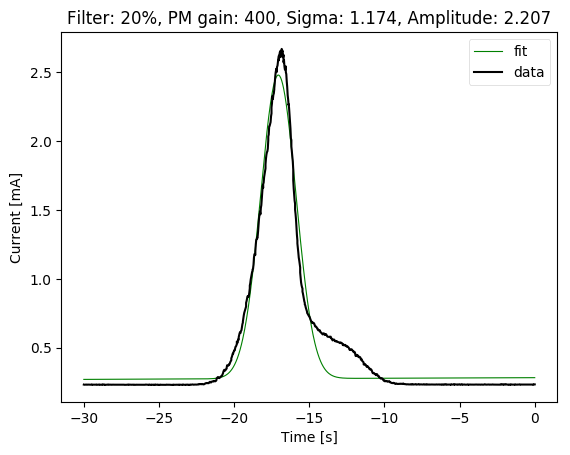 Filter: 20%, PM gain: 400, Sigma: 1.174, Amplitude: 2.207
fit
data
2.5
2.0
1.5
1.0
0.5
Current [mA]
−30
−25
−20
−15
−10
−5
0
Time [s]